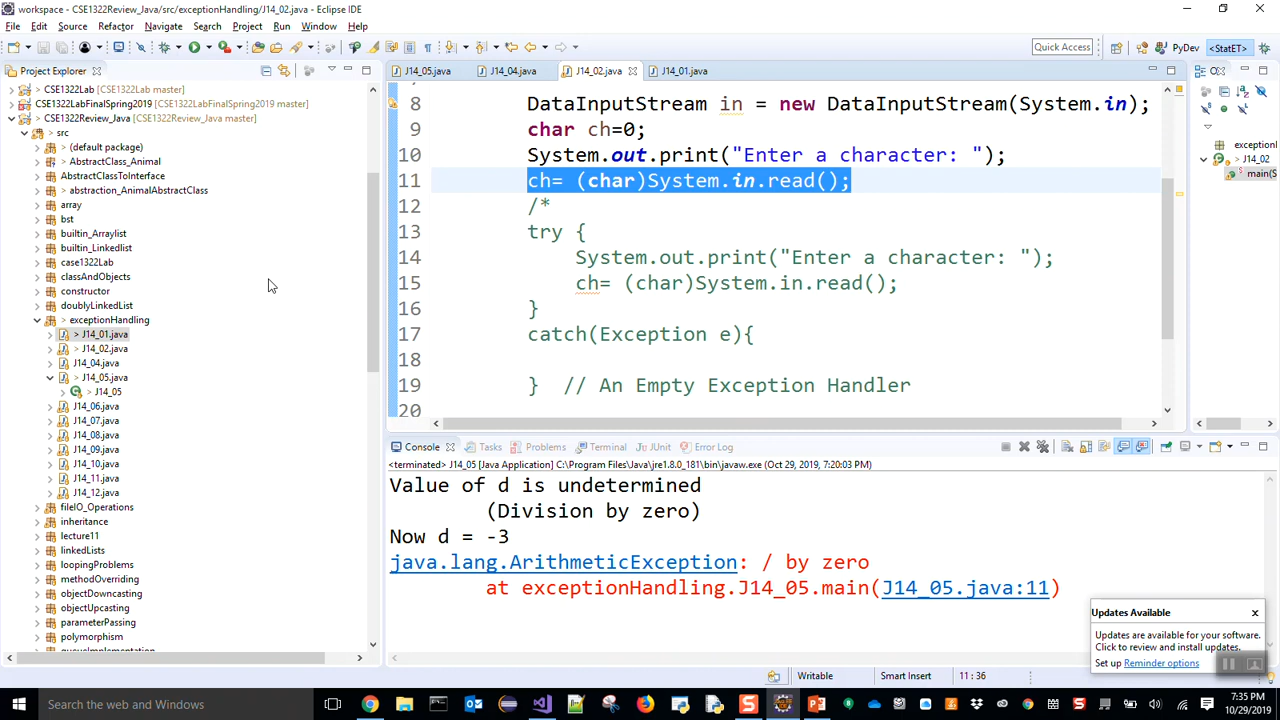 workspace - CSE1322Review_Java/src/exceptionHandling/J14_02.java - Eclipse IDE
File Edit Source Refactor Navigate Search Project Run Window Help
Quick Access
PyDev
<StatET>
Project Explorer
J14_05.java
J14_04.java
J14_02.java
J14_01.java
> CSE1322Lab [CSE1322Lab master]
CSE1322LabFinalSpring2019 [CSE1322LabFinalSpring2019 master]
> CSE1322Review_Java [CSE1322Review_Java master]
> src
> (default package)
> AbstractClass_Animal
AbstractClassToInterface
> abstraction_AnimalAbstractClass
array
bst
builtin_Arraylist
builtin_Linkedlist
case1322Lab
classAndObjects
constructor
doublyLinkedList
> exceptionHandling
> J14_01.java
> J14_02.java
J14_04.java
> J14_05.java
> J14_05
J14_06.java
J14_07.java
J14_08.java
J14_09.java
J14_10.java
J14_11.java
J14_12.java
fileIO_Operations
inheritance
lecture11
linkedLists
loopingProblems
methodOverriding
objectDowncasting
objectUpcasting
parameterPassing
polymorphism
8 DataInputStream in = new DataInputStream(System.in);
9 char ch=0;
10 System.out.print("Enter a character: ");
11 ch= (char)System.in.read();
12 /*
13 try {
14 System.out.print("Enter a character: ");
15 ch= (char)System.in.read();
16 }
17 catch(Exception e){
18
19 } // An Empty Exception Handler
20
exceptionl
> J14_02
main(S
Console
Tasks
Problems
Terminal
JUnit
Error Log
<terminated> J14_05 [Java Application] C:\Program Files\Java\jre1.8.0_181\bin\javaw.exe (Oct 29, 2019, 7:20:03 PM)
Value of d is undetermined
(Division by zero)
Now d = -3
java.lang.ArithmeticException: / by zero
at exceptionHandling.J14_05.main(J14_05.java:11)
Updates Available
Updates are available for your software.
Click to review and install updates.
Set up Reminder options
Writable
Smart Insert
11 : 36
Search the web and Windows
7:35 PM
10/29/2019